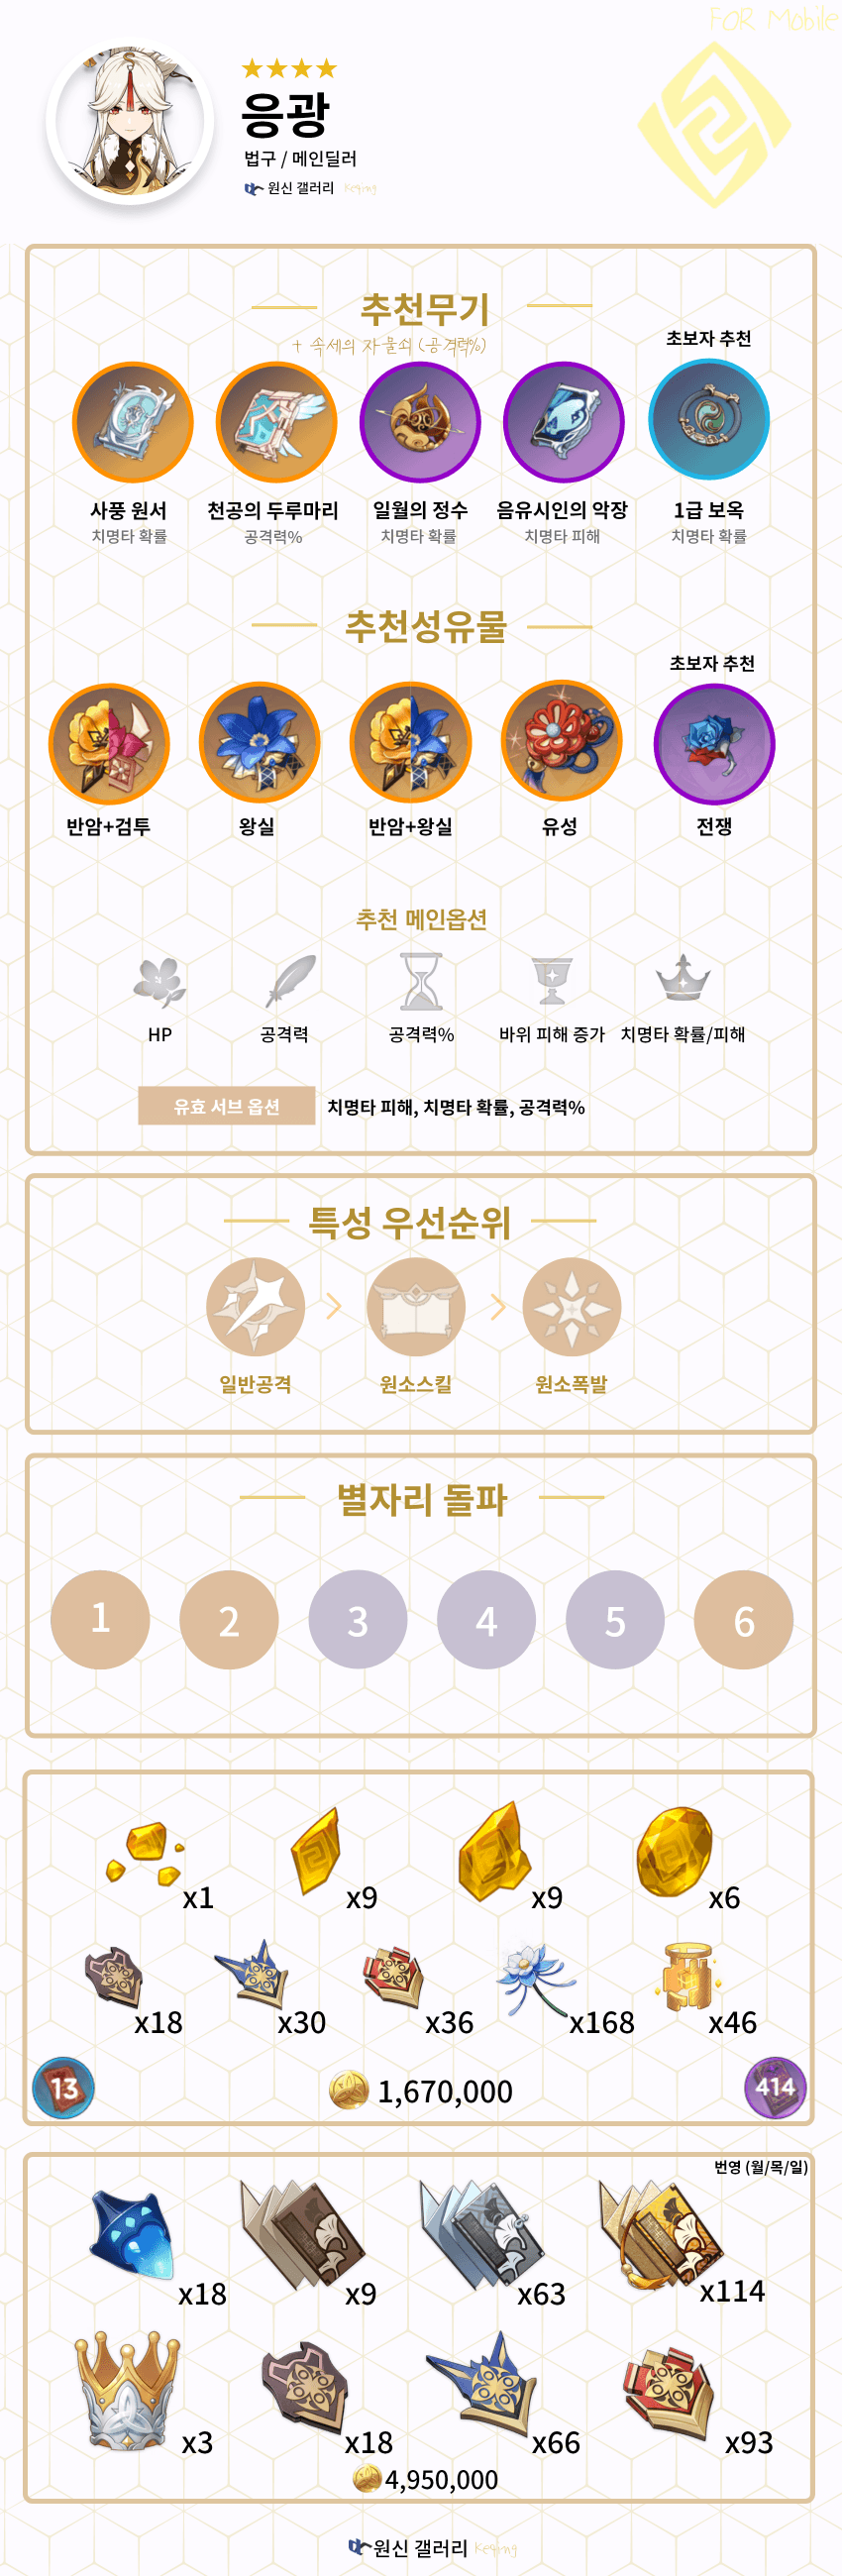 FOR Mobile
★★★★
응광
법구 / 메인딜러
원신 갤러리 Keqing
추천무기
+ 속세의 자물쇠 (공격력%)
초보자 추천
사풍 원서 천공의 두루마리 일월의 정수 음유시인의 악장 1급 보옥
치명타 확률 공격력% 치명타 확률 치명타 피해 치명타 확률
추천성유물
초보자 추천
반암+검투 왕실 반암+왕실 유성 전쟁
추천 메인옵션
HP 공격력 공격력% 바위 피해 증가 치명타 확률/피해
유효 서브 옵션 치명타 피해, 치명타 확률, 공격력%
특성 우선순위
일반공격 > 원소스킬 > 원소폭발
별자리 돌파
1 2 3 4 5 6
x1 x9 x9 x6
x18 x30 x36 x168 x46
13 1,670,000 414
번영 (월/목/일)
x18 x9 x63 x114
x3 x18 x66 x93
4,950,000
원신 갤러리 Keqing